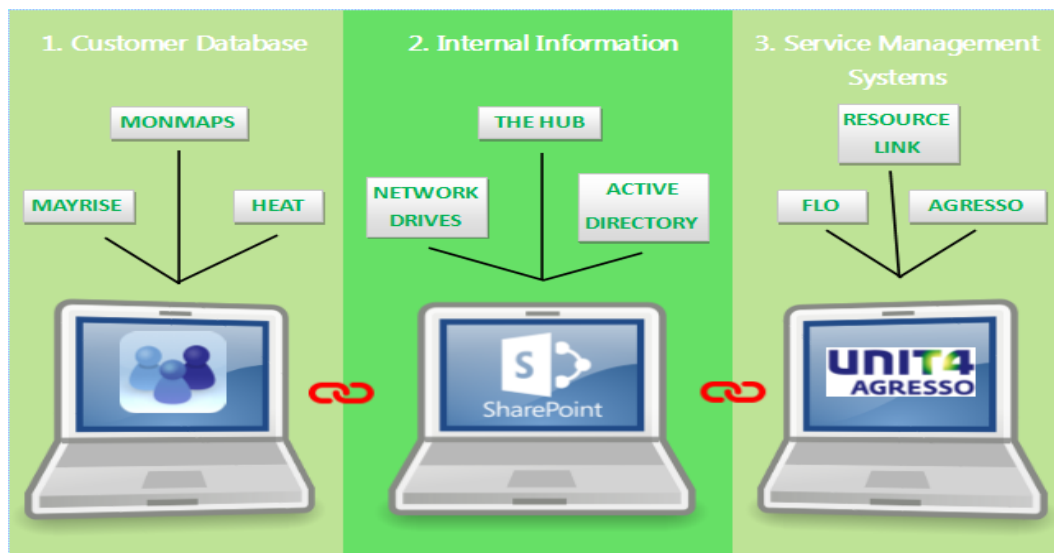 1. Customer Database
MONMAPS
MAYRISE
HEAT
2. Internal Information
THE HUB
NETWORK
DRIVES
ACTIVE
DIRECTORY
S
SharePoint
3. Service Management
Systems
RESOURCE
LINK
FLO
AGRESSO
UNIT4
AGRESSO